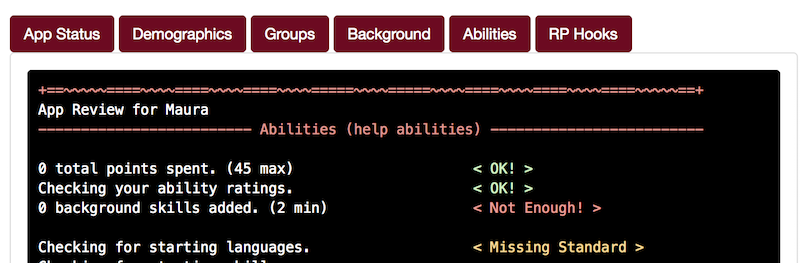 App Status Demographics Groups Background Abilities RP Hooks
+==~~~~~====~~~~====~~~~====~~~~=====~~~~=====~~~~====~~~~====~~~~====~~~~~==+
App Review for Maura
------------------------- Abilities (help abilities) -------------------------
0 total points spent. (45 max) < OK! >
Checking your ability ratings. < OK! >
0 background skills added. (2 min) < Not Enough! >
Checking for starting languages. < Missing Standard >